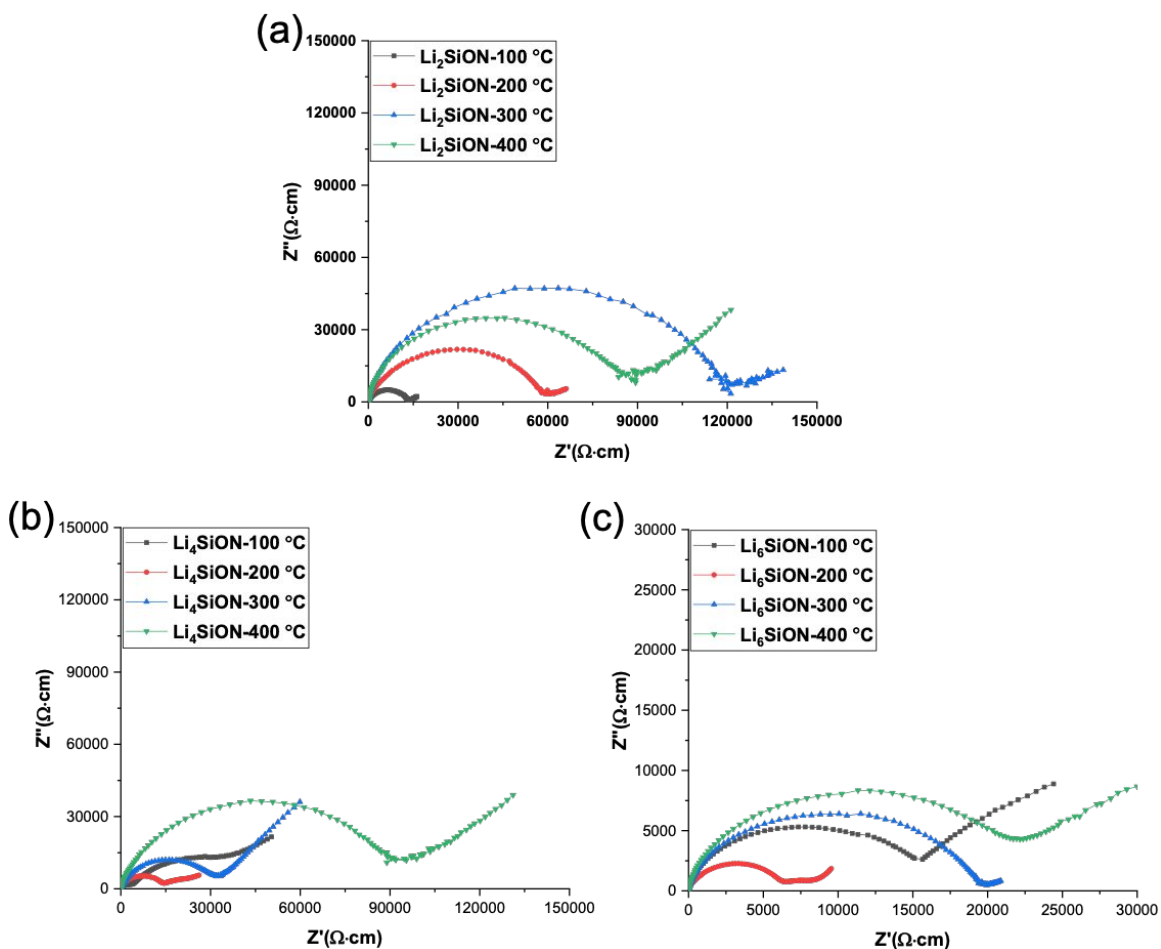 (a)
150000
120000
90000
60000
30000
0
Z''(Ω·cm)
Li₂SiON-100 °C
Li₂SiON-200 °C
Li₂SiON-300 °C
Li₂SiON-400 °C
0 30000 60000 90000 120000 150000
Z'(Ω·cm)
(b)
150000
120000
90000
60000
30000
0
Z''(Ω·cm)
Li₄SiON-100 °C
Li₄SiON-200 °C
Li₄SiON-300 °C
Li₄SiON-400 °C
0 30000 60000 90000 120000 150000
Z'(Ω·cm)
(c)
30000
25000
20000
15000
10000
5000
0
Z''(Ω·cm)
Li₆SiON-100 °C
Li₆SiON-200 °C
Li₆SiON-300 °C
Li₆SiON-400 °C
0 5000 10000 15000 20000 25000 30000
Z'(Ω·cm)